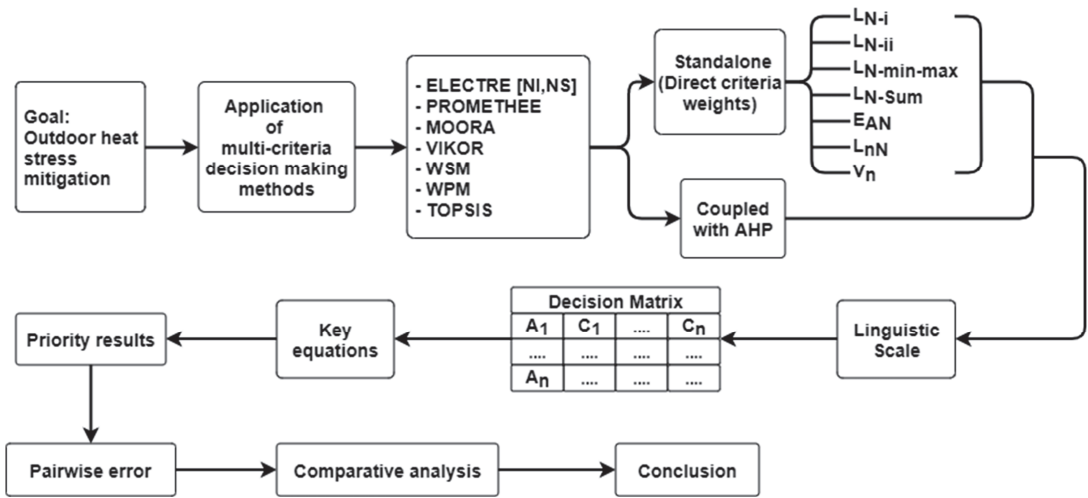 Goal:
Outdoor heat
stress
mitigation
Application
of
multi-criteria
decision making
methods
- ELECTRE [NI,NS]
- PROMETHEE
- MOORA
- VIKOR
- WSM
- WPM
- TOPSIS
Standalone
(Direct criteria
weights)
LN-i
LN-ii
LN-min-max
LN-Sum
EAN
LnN
Vn
Coupled
with AHP
Linguistic
Scale
Decision Matrix
A1 C1 .... Cn
.... .... .... ....
An .... .... ....
Key
equations
Priority results
Pairwise error
Comparative analysis
Conclusion